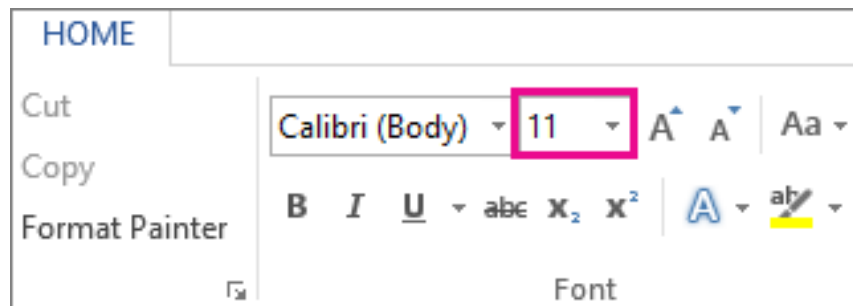 HOME
Cut
Copy
Format Painter
Calibri (Body) 11 A A Aa
B I U abc x₂ x² A ab
Font